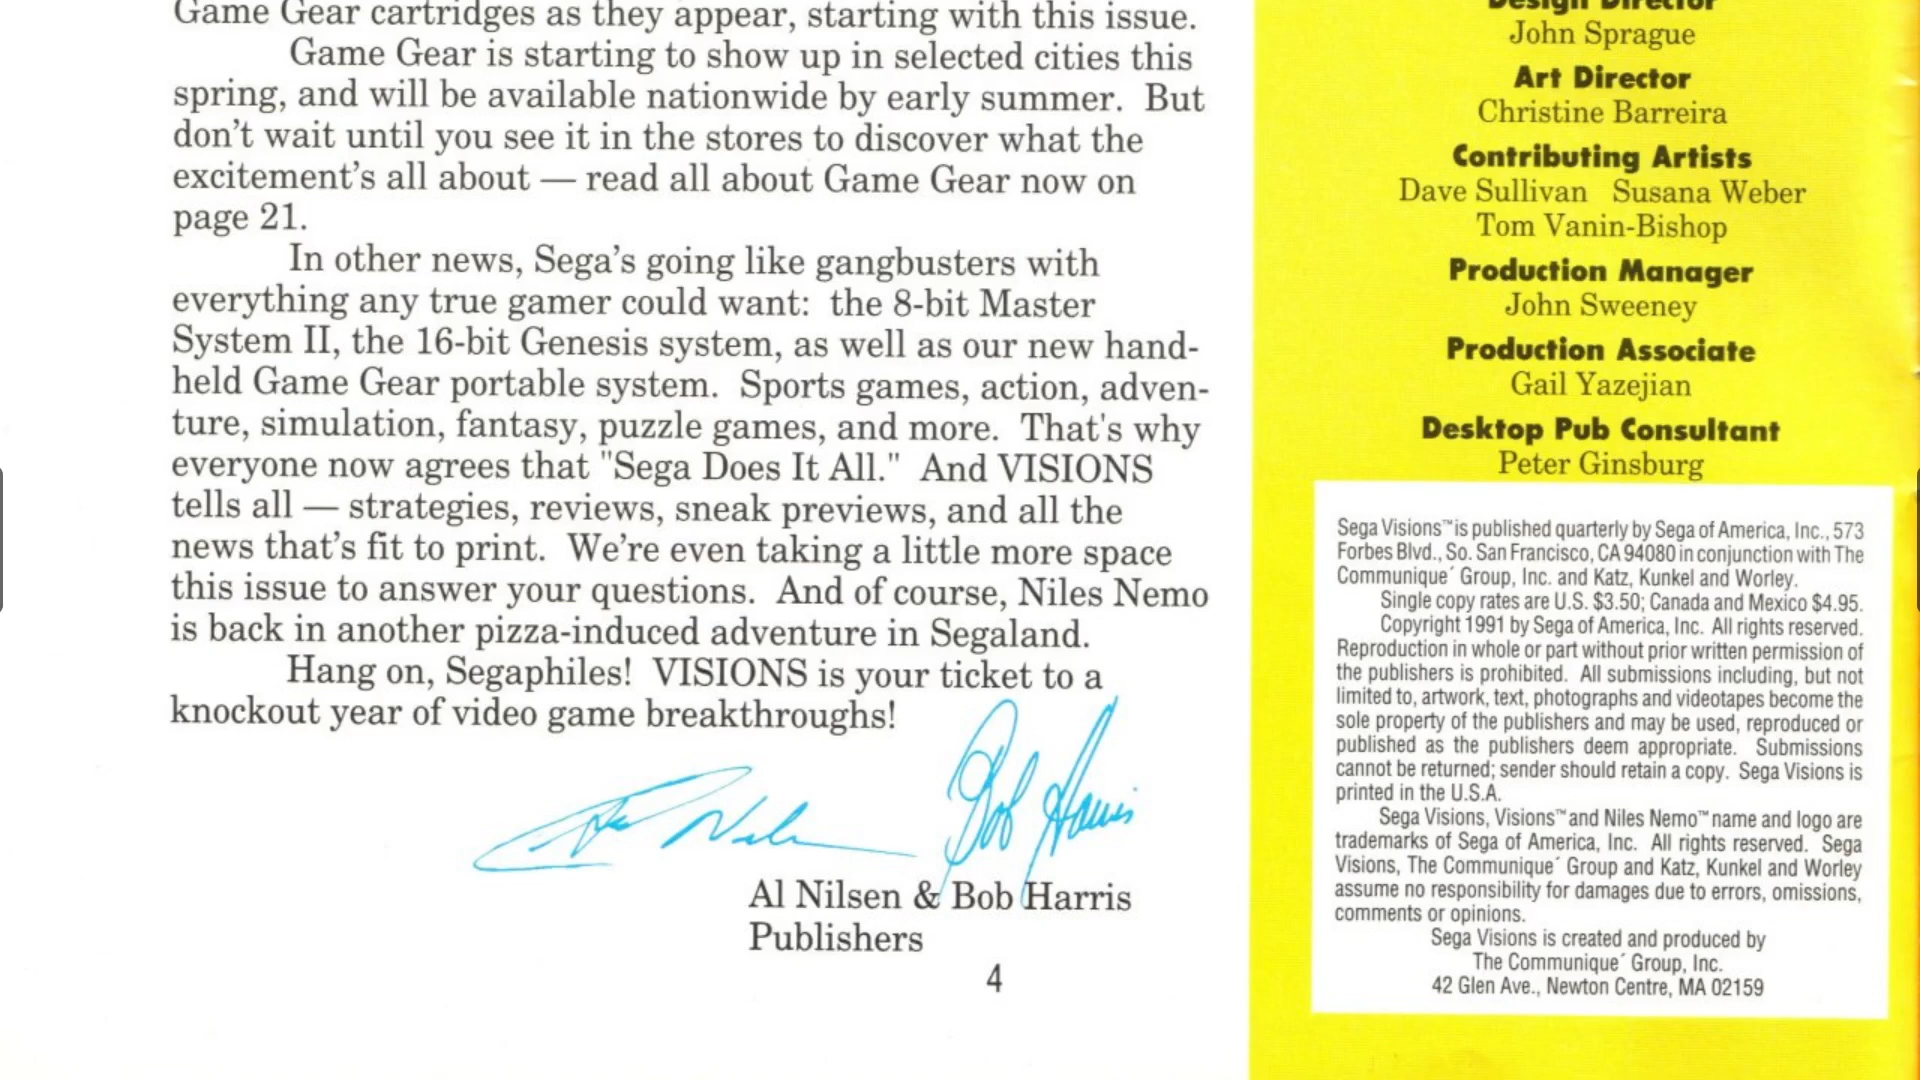 Game Gear cartridges as they appear, starting with this issue.
Game Gear is starting to show up in selected cities this
spring, and will be available nationwide by early summer. But
don't wait until you see it in the stores to discover what the
excitement's all about — read all about Game Gear now on
page 21.
In other news, Sega's going like gangbusters with
everything any true gamer could want: the 8-bit Master
System II, the 16-bit Genesis system, as well as our new hand-
held Game Gear portable system. Sports games, action, adven-
ture, simulation, fantasy, puzzle games, and more. That's why
everyone now agrees that "Sega Does It All." And VISIONS
tells all — strategies, reviews, sneak previews, and all the
news that's fit to print. We're even taking a little more space
this issue to answer your questions. And of course, Niles Nemo
is back in another pizza-induced adventure in Segaland.
Hang on, Segaphiles! VISIONS is your ticket to a
knockout year of video game breakthroughs!
Al Nilsen Bob Harris
Al Nilsen & Bob Harris
Publishers
4
Design Director
John Sprague
Art Director
Christine Barreira
Contributing Artists
Dave Sullivan Susana Weber
Tom Vanin-Bishop
Production Manager
John Sweeney
Production Associate
Gail Yazejian
Desktop Pub Consultant
Peter Ginsburg
Sega Visions™ is published quarterly by Sega of America, Inc., 573
Forbes Blvd., So. San Francisco, CA 94080 in conjunction with The
Communique´ Group, Inc. and Katz, Kunkel and Worley.
Single copy rates are U.S. $3.50; Canada and Mexico $4.95.
Copyright 1991 by Sega of America, Inc. All rights reserved.
Reproduction in whole or part without prior written permission of
the publishers is prohibited. All submissions including, but not
limited to, artwork, text, photographs and videotapes become the
sole property of the publishers and may be used, reproduced or
published as the publishers deem appropriate. Submissions
cannot be returned; sender should retain a copy. Sega Visions is
printed in the U.S.A.
Sega Visions, Visions™ and Niles Nemo™ name and logo are
trademarks of Sega of America, Inc. All rights reserved. Sega
Visions, The Communique´ Group and Katz, Kunkel and Worley
assume no responsibility for damages due to errors, omissions,
comments or opinions.
Sega Visions is created and produced by
The Communique´ Group, Inc.
42 Glen Ave., Newton Centre, MA 02159